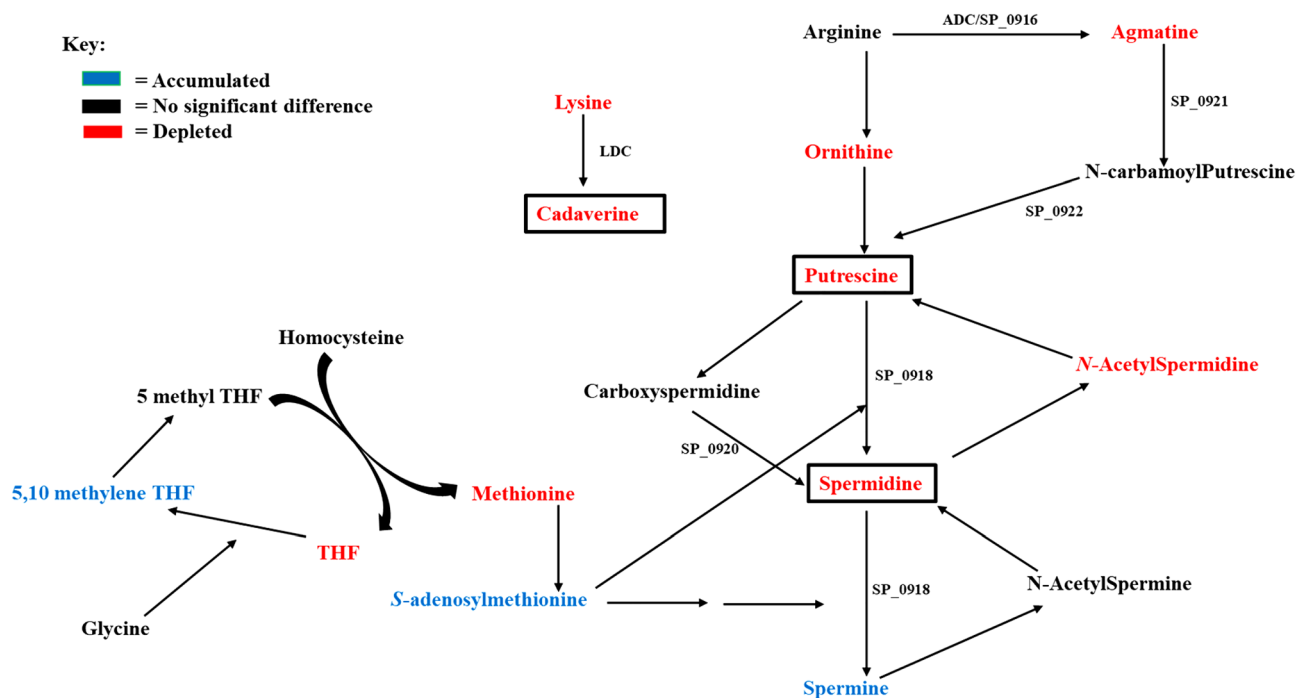 Key:
= Accumulated
= No significant difference
= Depleted
Arginine
ADC/SP_0916
Agmatine
SP_0921
Lysine
LDC
Cadaverine
Ornithine
N-carbamoylPutrescine
SP_0922
Putrescine
Homocysteine
5 methyl THF
Carboxyspermidine
SP_0918
N-AcetylSpermidine
SP_0920
5,10 methylene THF
Methionine
Spermidine
THF
S-adenosylmethionine
SP_0918
N-AcetylSpermine
Glycine
Spermine